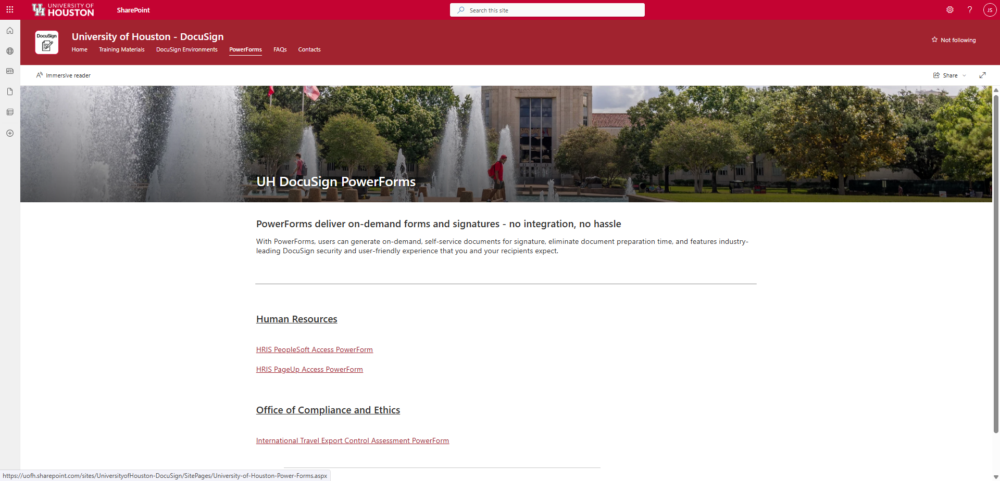 UNIVERSITY OF
HOUSTON
SharePoint
Search this site
?
JS
DocuSign
University of Houston - DocuSign
Home Training Materials DocuSign Environments PowerForms FAQs Contacts
Not following
Immersive reader
Share
UH DocuSign PowerForms
PowerForms deliver on-demand forms and signatures - no integration, no hassle
With PowerForms, users can generate on-demand, self-service documents for signature, eliminate document preparation time, and features industry-
leading DocuSign security and user-friendly experience that you and your recipients expect.
Human Resources
HRIS PeopleSoft Access PowerForm
HRIS PageUp Access PowerForm
Office of Compliance and Ethics
International Travel Export Control Assessment PowerForm
https://uofh.sharepoint.com/sites/UniversityofHouston-DocuSign/SitePages/University-of-Houston-Power-Forms.aspx